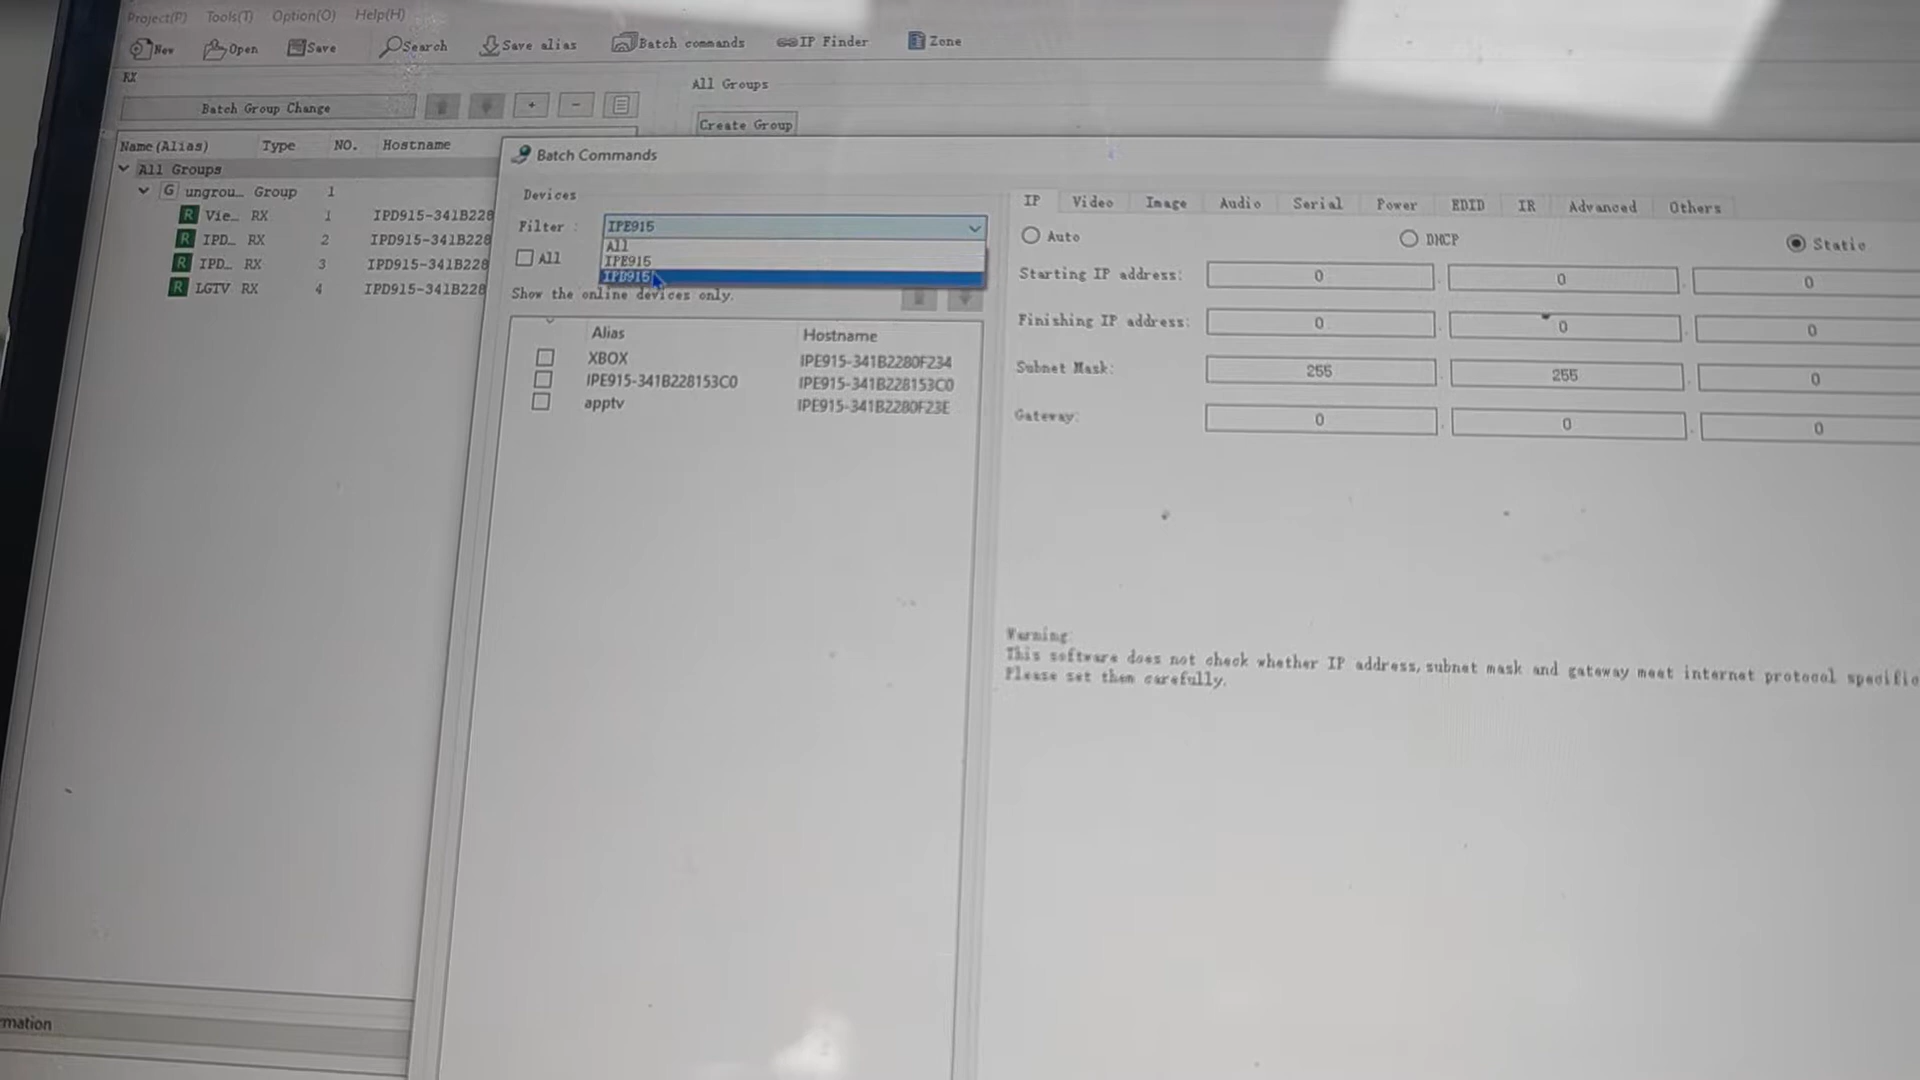 Project(P) Tools(T) Option(O) Help(H)
New Open Save Search Save alias Batch commands IP Finder Zone
RX
All Groups
Batch Group Change + -
Create Group
Name(Alias) Type NO. Hostname
All Groups
G ungrou... Group 1
R Vie... RX 1 IPD915-341B228
R IPD... RX 2 IPD915-341B228
R IPD... RX 3 IPD915-341B228
R LGTV RX 4 IPD915-341B228
Batch Commands
Devices
Filter : IPE915
All
IPE915
IPD915
All
Show the online devices only.
Alias Hostname
XBOX IPE915-341B2280F234
IPE915-341B228153C0 IPE915-341B228153C0
apptv IPE915-341B2280F23E
IP Video Image Audio Serial Power EDID IR Advanced Others
Auto DHCP Static
Starting IP address: 0 . 0 . 0
Finishing IP address: 0 . 0 . 0
Subnet Mask: 255 . 255 . 0
Gateway: 0 . 0 . 0
Warning:
This software does not check whether IP address,subnet mask and gateway meet internet protocol specific
Please set them carefully.
rmation